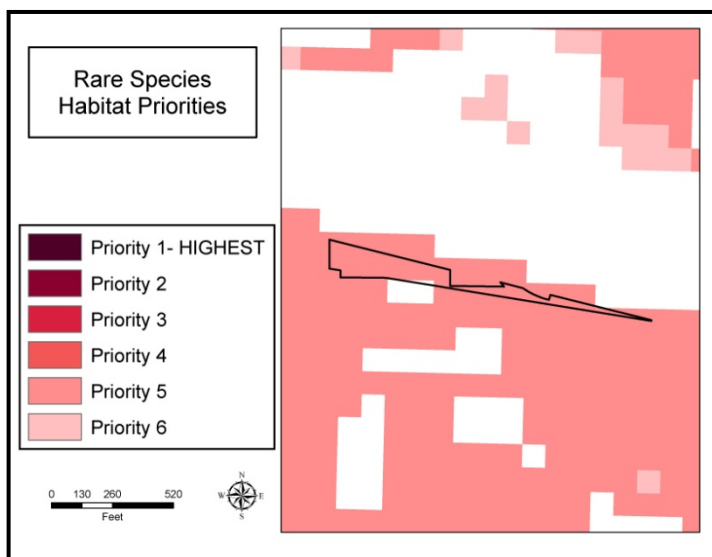 Rare Species
Habitat Priorities
Priority 1- HIGHEST
Priority 2
Priority 3
Priority 4
Priority 5
Priority 6
0 130 260 520
Feet
N
W E
S